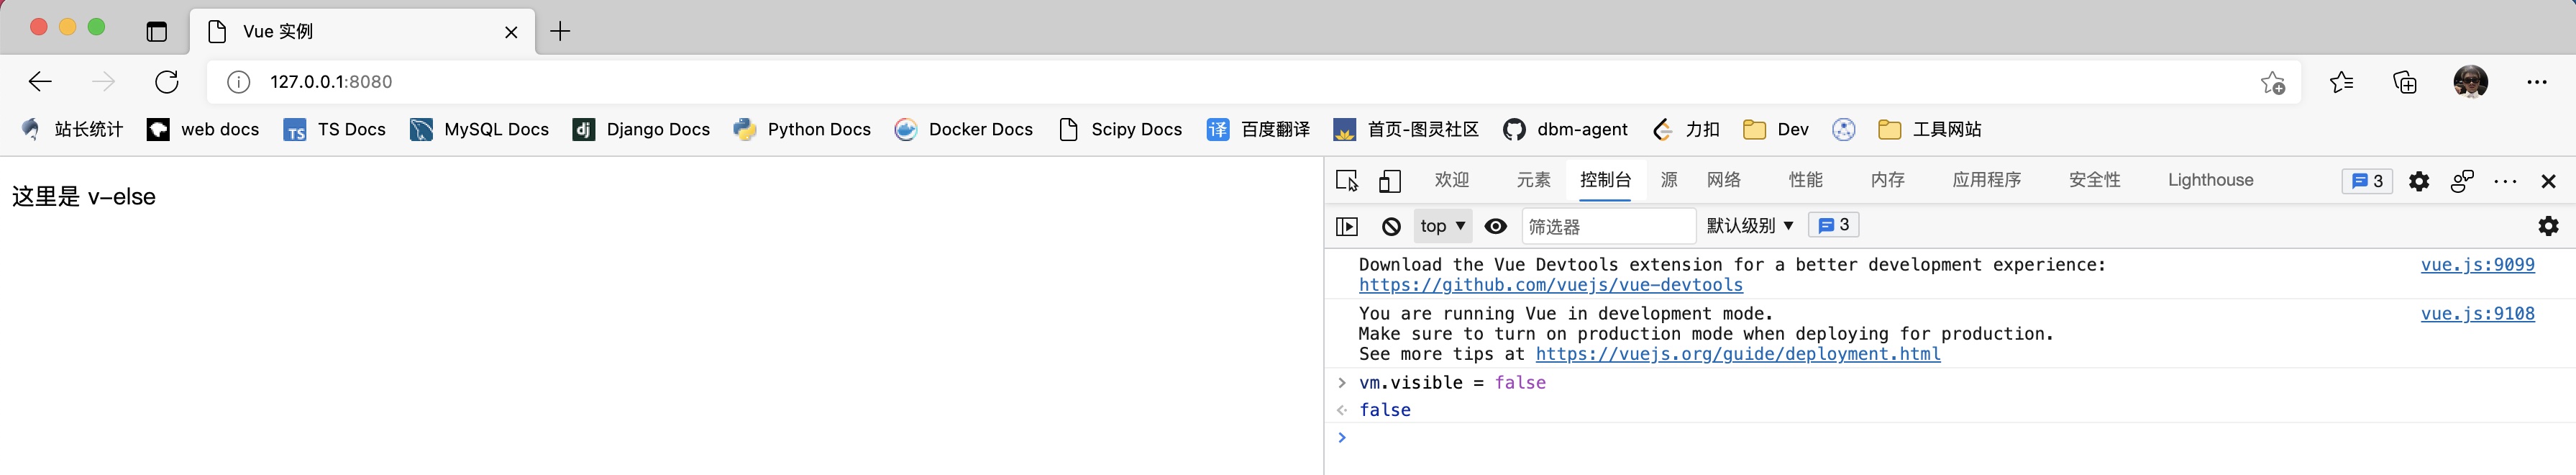 Vue 实例
127.0.0.1:8080
站长统计 web docs TS TS Docs MySQL Docs dj Django Docs Python Docs Docker Docs Scipy Docs 译 百度翻译 首页-图灵社区 dbm-agent 力扣 Dev 工具网站
这里是 v-else
欢迎 元素 控制台 源 网络 性能 内存 应用程序 安全性 Lighthouse 3
top 筛选器 默认级别 3
Download the Vue Devtools extension for a better development experience: vue.js:9099
https://github.com/vuejs/vue-devtools
You are running Vue in development mode. vue.js:9108
Make sure to turn on production mode when deploying for production.
See more tips at https://vuejs.org/guide/deployment.html
> vm.visible = false
false
>